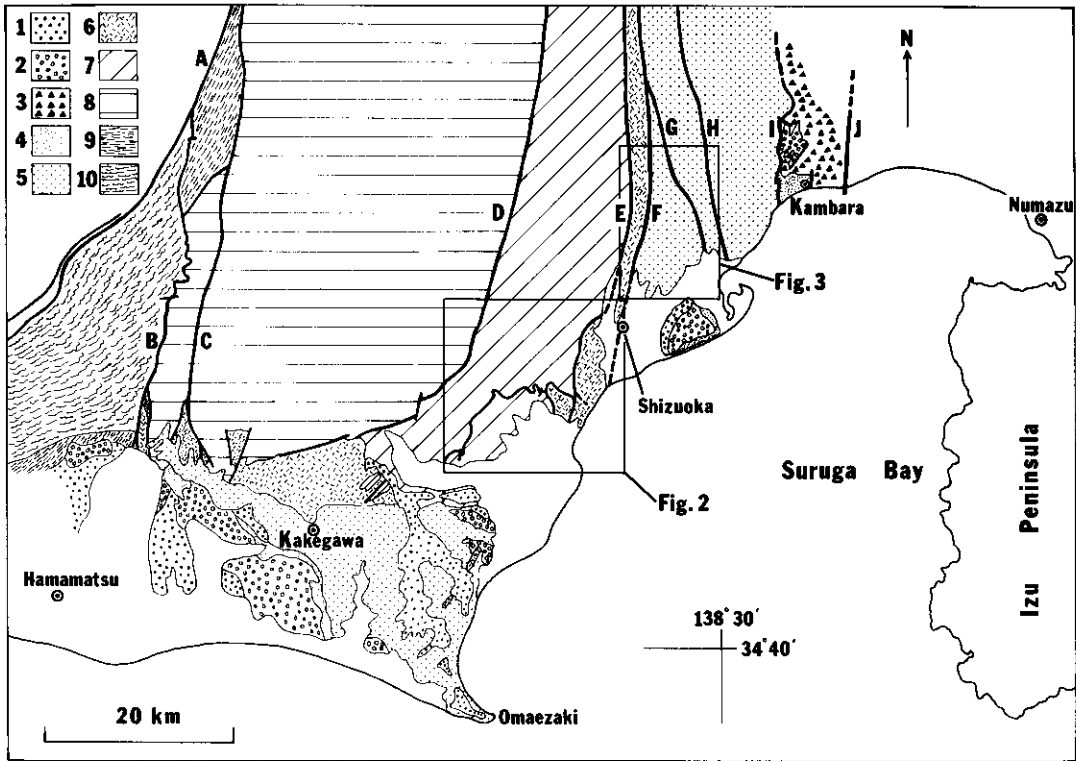 1 6
2 7
3 8
4 9
5 10
A
N
G H
I J
Kambara
Numazu
D E F
Fig. 3
B C
Shizuoka
Suruga Bay
Izu Peninsula
Fig. 2
Kakegawa
Hamamatsu
138° 30′
34° 40′
20 km
Omaezaki